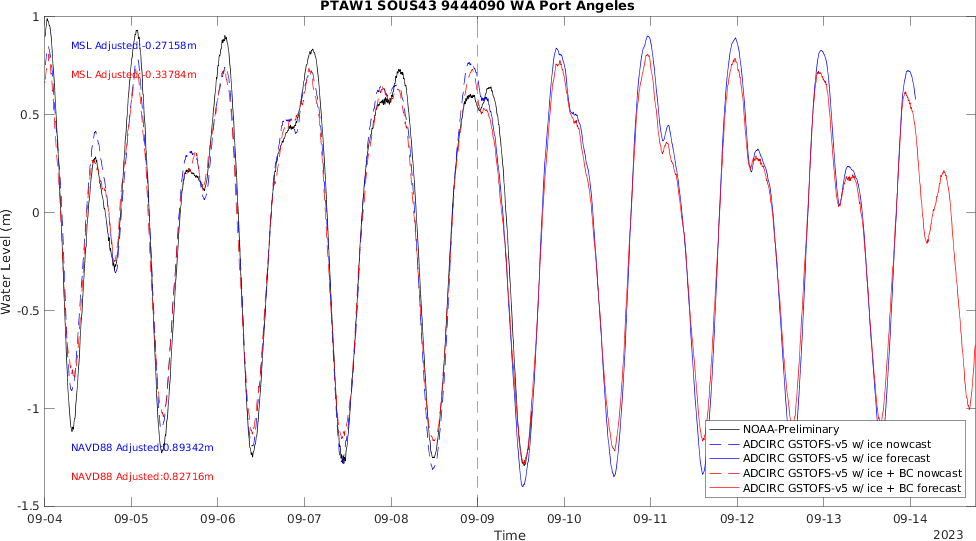 PTAW1 SOUS43 9444090 WA Port Angeles
1
0.5
0
-0.5
-1
-1.5
Water Level (m)
MSL Adjusted:-0.27158m
MSL Adjusted:-0.33784m
NAVD88 Adjusted:0.89342m
NAVD88 Adjusted:0.82716m
NOAA-Preliminary
ADCIRC GSTOFS-v5 w/ ice nowcast
ADCIRC GSTOFS-v5 w/ ice forecast
ADCIRC GSTOFS-v5 w/ ice + BC nowcast
ADCIRC GSTOFS-v5 w/ ice + BC forecast
09-04 09-05 09-06 09-07 09-08 09-09 09-10 09-11 09-12 09-13 09-14
Time
2023